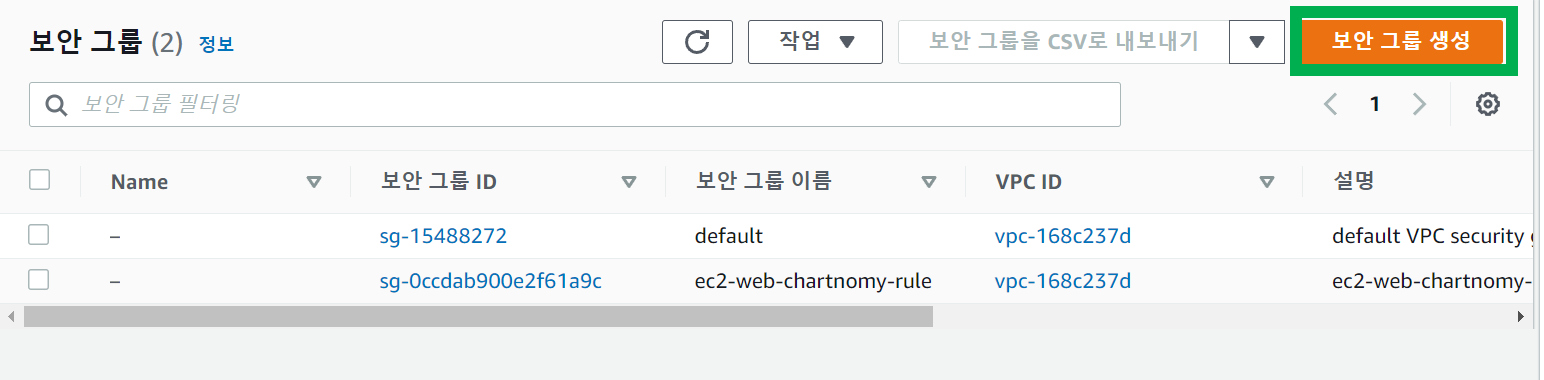 보안 그룹 (2) 정보 작업 보안 그룹을 CSV로 내보내기 보안 그룹 생성
보안 그룹 필터링 1
Name 보안 그룹 ID 보안 그룹 이름 VPC ID 설명
– sg-15488272 default vpc-168c237d default VPC security g
– sg-0ccdab900e2f61a9c ec2-web-chartnomy-rule vpc-168c237d ec2-web-chartnomy-